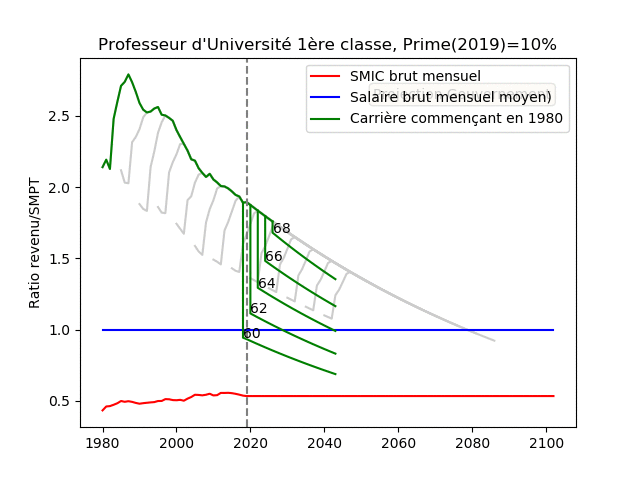 Professeur d'Université 1ère classe, Prime(2019)=10%
SMIC brut mensuel
Projection Gouvernement
Salaire brut mensuel moyen)
Carrière commençant en 1980
Ratio revenu/SMPT
2.5
2.0
1.5
1.0
0.5
68
66
64
62
60
1980
2000
2020
2040
2060
2080
2100